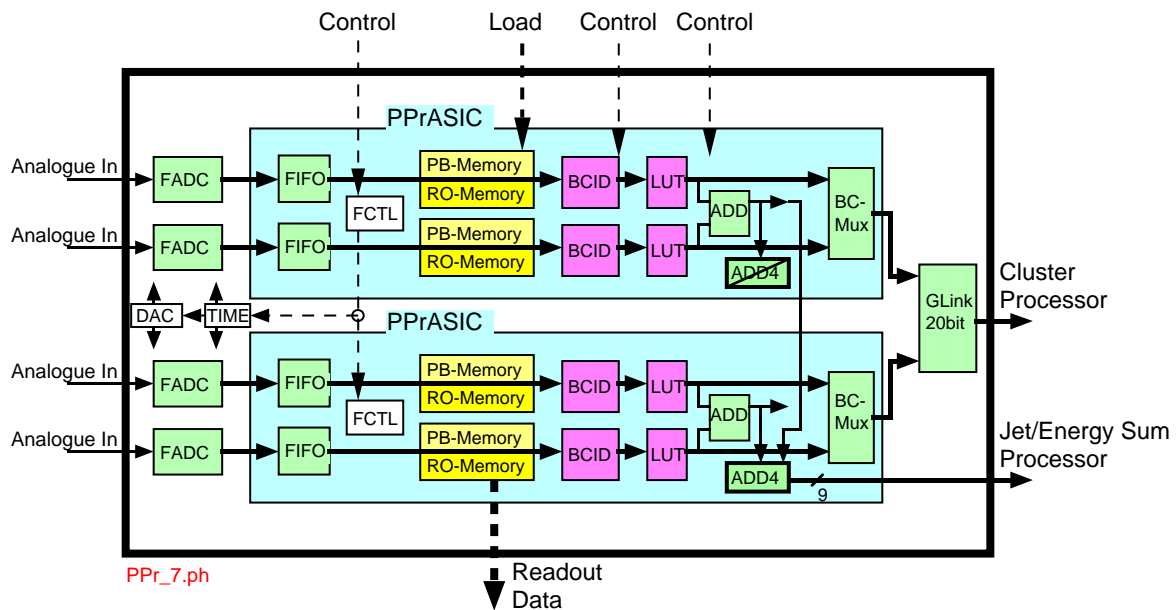 Control
Load
Control
Control
PPrASIC
Analogue In
FADC
FIFO
PB-Memory
RO-Memory
BCID
LUT
FCTL
ADD
BC-
Mux
Analogue In
FADC
FIFO
PB-Memory
RO-Memory
BCID
LUT
ADD4
GLink
20bit
Cluster
Processor
DAC
TIME
PPrASIC
Analogue In
FADC
FIFO
PB-Memory
RO-Memory
BCID
LUT
FCTL
ADD
BC-
Mux
Analogue In
FADC
FIFO
PB-Memory
RO-Memory
BCID
LUT
ADD4
9
Jet/Energy Sum
Processor
PPr_7.ph
Readout
Data